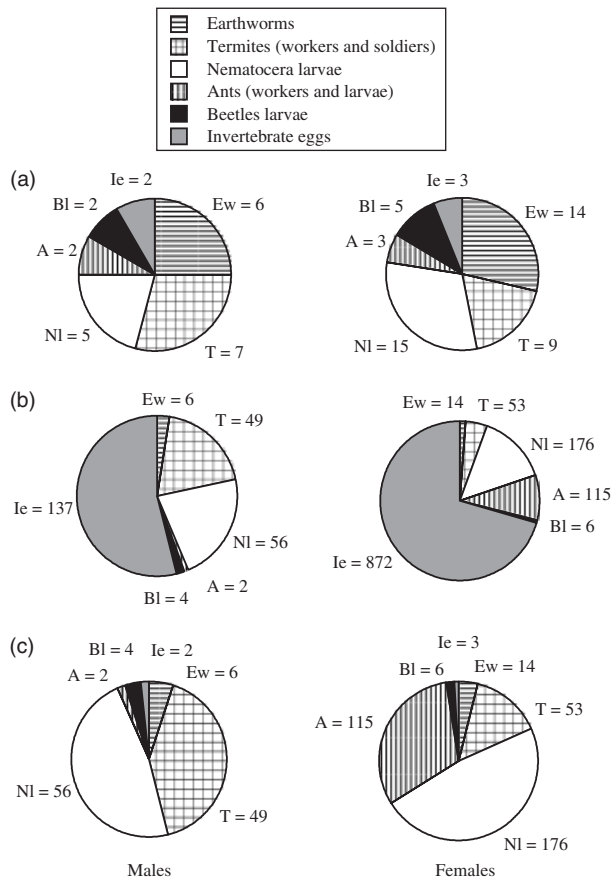 Earthworms
Termites (workers and soldiers)
Nematocera larvae
Ants (workers and larvae)
Beetles larvae
Invertebrate eggs
(a)
Ie = 2
Bl = 2
Ew = 6
A = 2
Nl = 5
T = 7
Ie = 3
Bl = 5
Ew = 14
A = 3
Nl = 15
T = 9
(b)
Ew = 6
T = 49
Ie = 137
Nl = 56
A = 2
Bl = 4
Ew = 14
T = 53
Nl = 176
A = 115
Bl = 6
Ie = 872
(c)
Bl = 4
Ie = 2
A = 2
Ew = 6
Nl = 56
T = 49
Males
Ie = 3
Bl = 6
Ew = 14
A = 115
T = 53
Nl = 176
Females